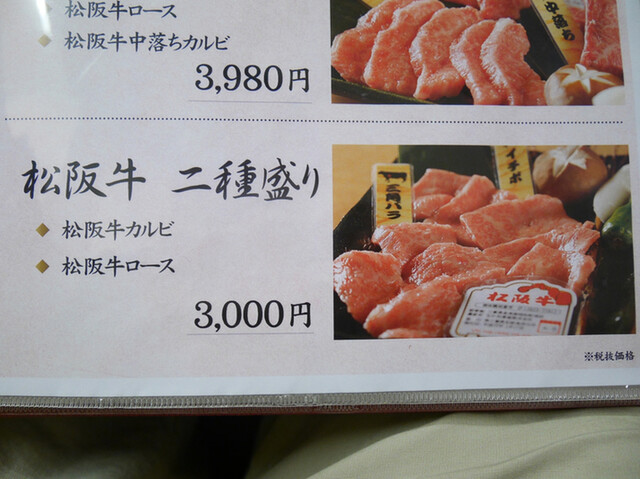 松阪牛ロース
松阪牛中落ちカルビ
3,980円
中落ち
松阪牛 二種盛り
松阪牛カルビ
松阪牛ロース
3,000円
三角バラ
イチボ
松阪牛
※税抜価格